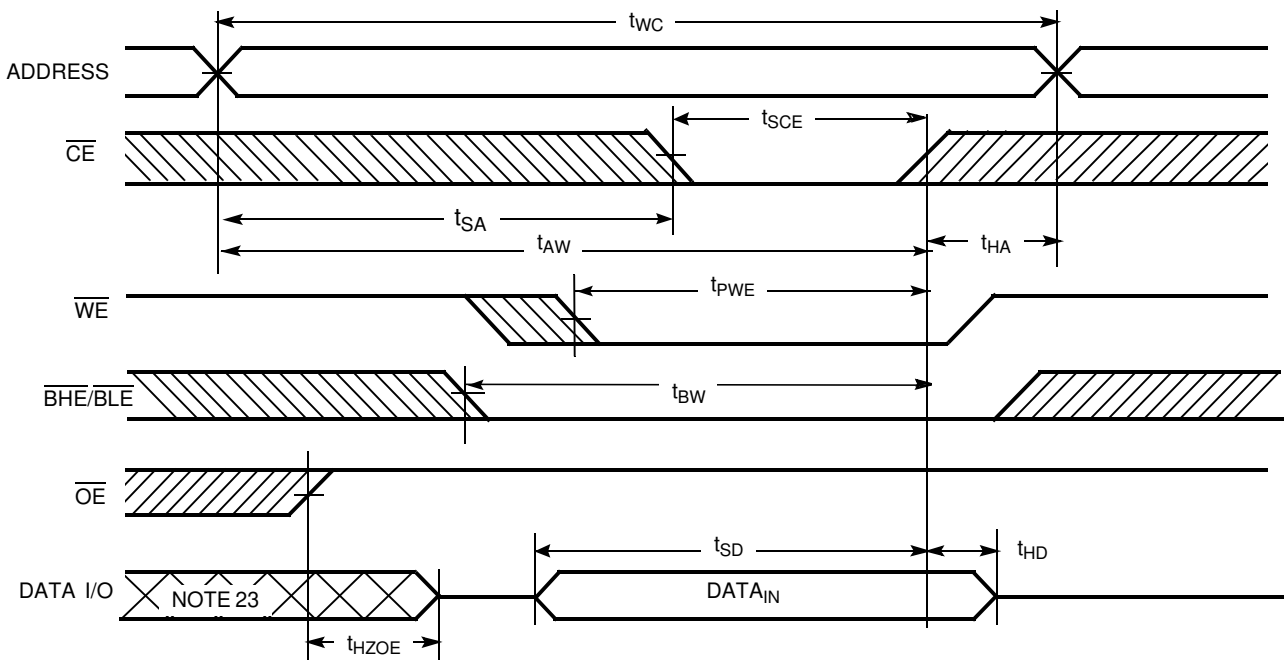 tWC
ADDRESS
CE
tSCE
tSA
tAW
tHA
WE
tPWE
BHE/BLE
tBW
OE
tSD
tHD
DATA I/O
NOTE 23
DATAIN
tHZOE